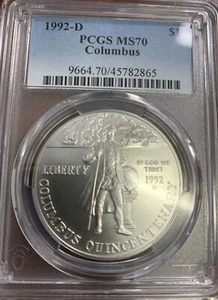 1992-D $1
PCGS MS70
Columbus
9664.70/45782865
LIBERTY
IN GOD WE
TRUST
1992
COLUMBUS QUINCENTENARY